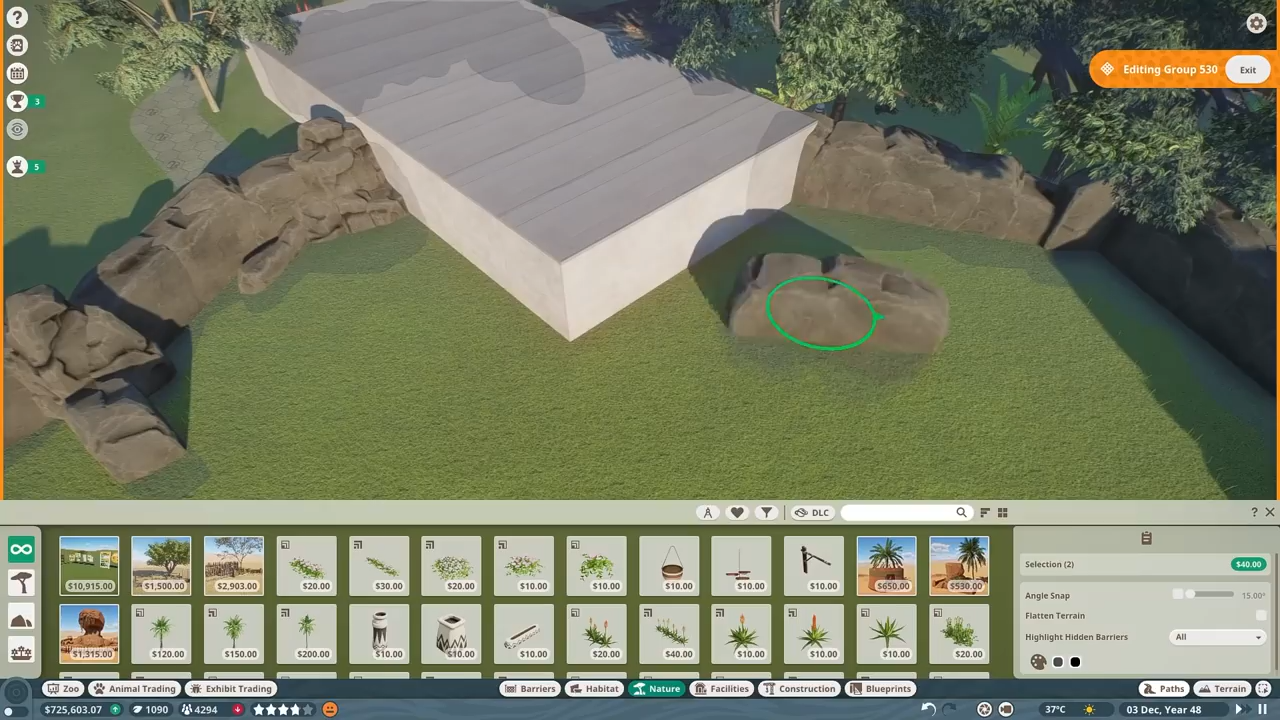 ?
Editing Group 530 Exit
3
5
DLC
? ×
$10,915.00 $1,500.00 $2,903.00 $20.00 $30.00 $20.00 $10.00 $10.00 $10.00 $10.00 $10.00 $650.00 $530.00
$1,315.00 $120.00 $150.00 $200.00 $10.00 $10.00 $10.00 $20.00 $40.00 $10.00 $10.00 $10.00 $20.00
Selection (2) $40.00
Angle Snap 15.00°
Flatten Terrain
Highlight Hidden Barriers All
Zoo Animal Trading Exhibit Trading Barriers Habitat Nature Facilities Construction Blueprints Paths Terrain
$725,603.07 1090 4294 37°C 03 Dec, Year 48